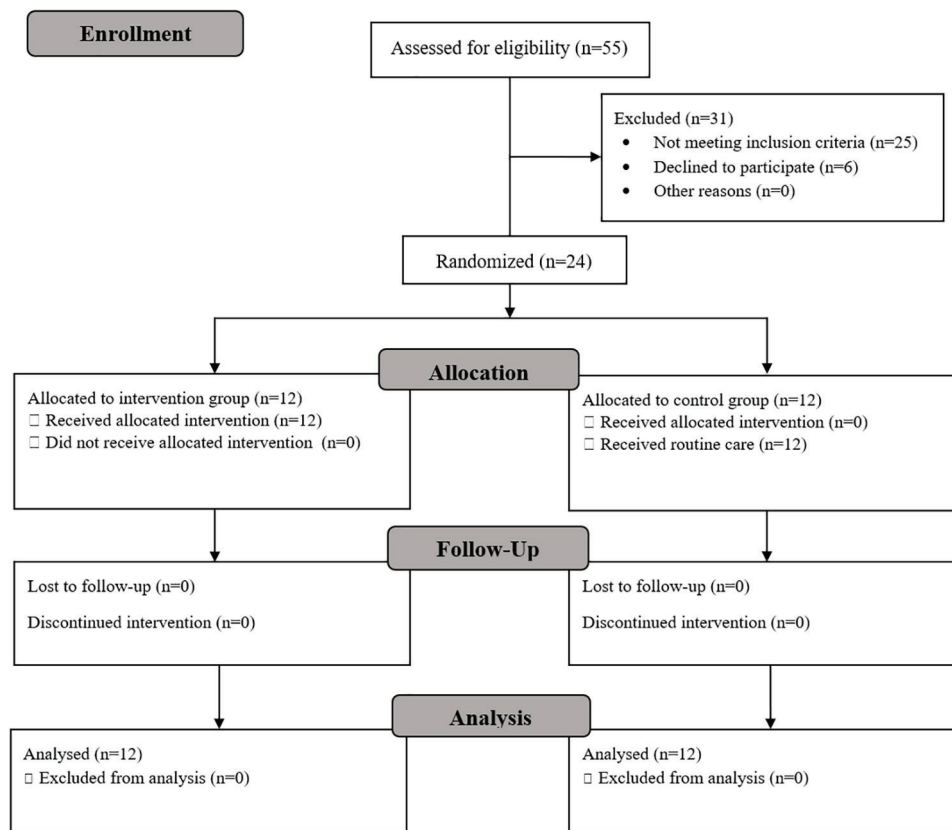 Enrollment
Assessed for eligibility (n=55)
Excluded (n=31)
• Not meeting inclusion criteria (n=25)
• Declined to participate (n=6)
• Other reasons (n=0)
Randomized (n=24)
Allocation
Allocated to intervention group (n=12)
□ Received allocated intervention (n=12)
□ Did not receive allocated intervention (n=0)
Allocated to control group (n=12)
□ Received allocated intervention (n=0)
□ Received routine care (n=12)
Follow-Up
Lost to follow-up (n=0)
Discontinued intervention (n=0)
Lost to follow-up (n=0)
Discontinued intervention (n=0)
Analysis
Analysed (n=12)
□ Excluded from analysis (n=0)
Analysed (n=12)
□ Excluded from analysis (n=0)